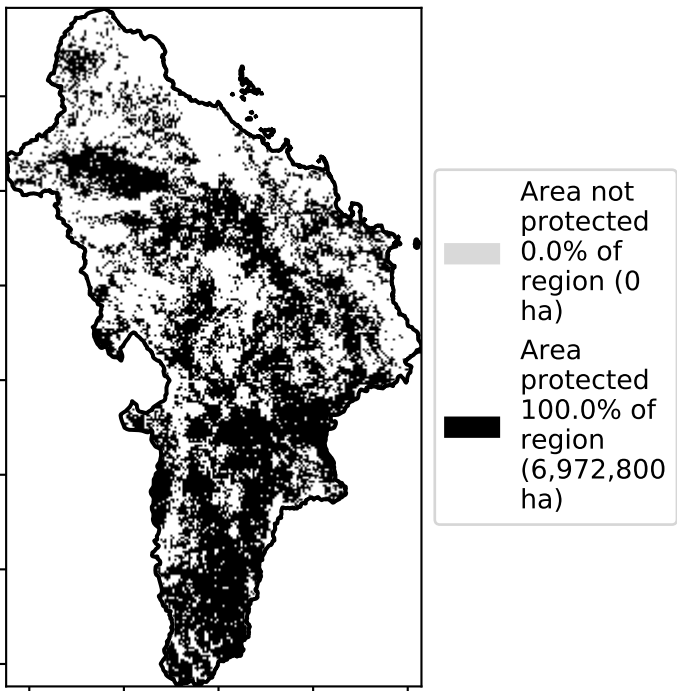 Area not
protected
0.0% of
region (0
ha)
Area
protected
100.0% of
region
(6,972,800
ha)